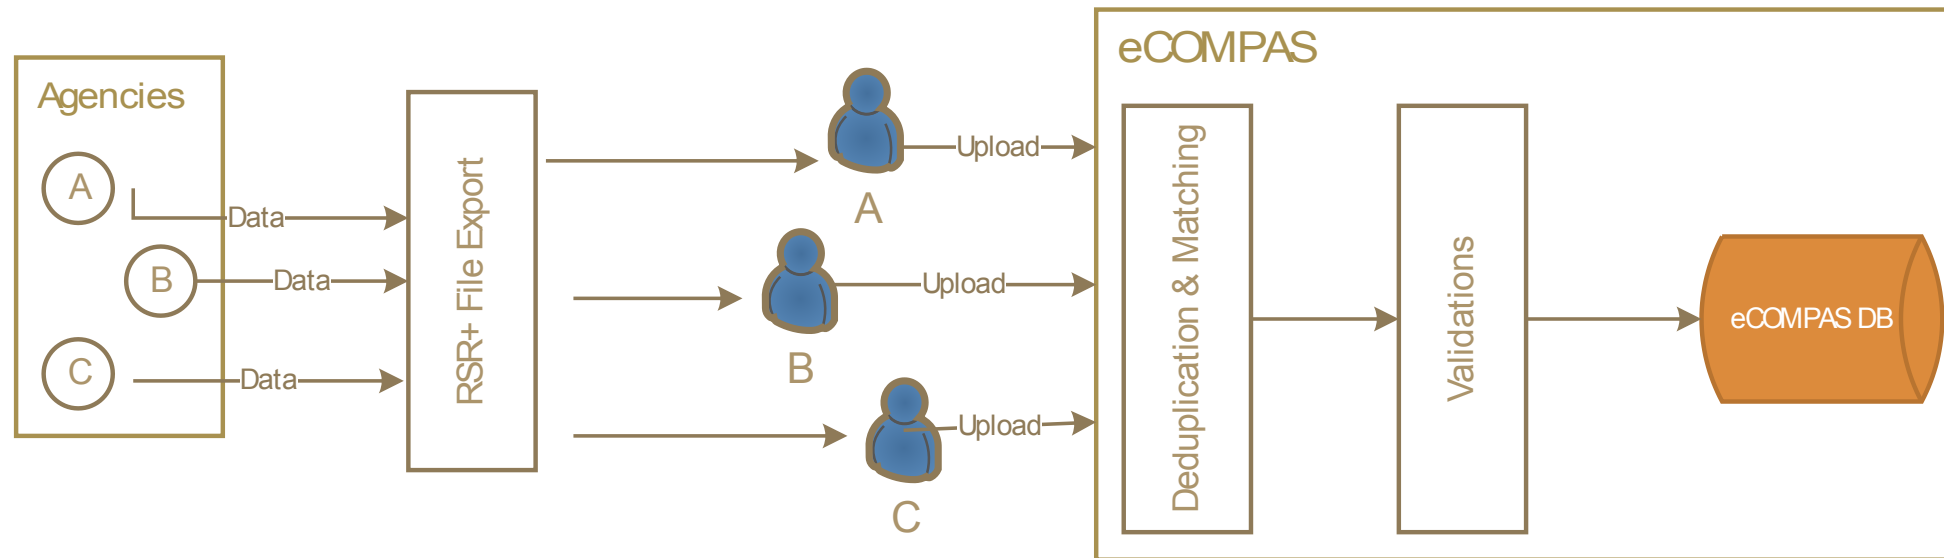 Agencies
A
B
C
Data
Data
Data
RSR+ File Export
A
B
C
Upload
Upload
Upload
eCOMPAS
Deduplication & Matching
Validations
eCOMPAS DB